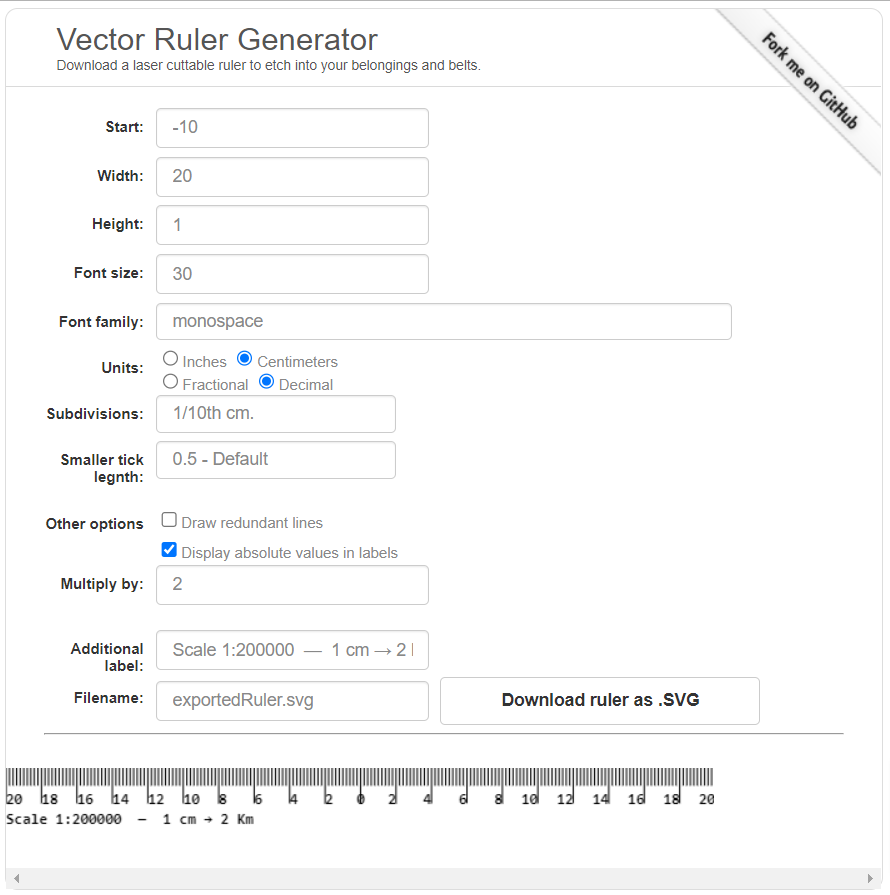 Vector Ruler Generator
Download a laser cuttable ruler to etch into your belongings and belts.
Fork me on GitHub
Start: -10
Width: 20
Height: 1
Font size: 30
Font family: monospace
Units: Inches Centimeters
Fractional Decimal
Subdivisions: 1/10th cm.
Smaller tick legnth: 0.5 - Default
Other options Draw redundant lines
Display absolute values in labels
Multiply by: 2
Additional label: Scale 1:200000 — 1 cm → 2
Filename: exportedRuler.svg Download ruler as .SVG
20 18 16 14 12 10 8 6 4 2 0 2 4 6 8 10 12 14 16 18 20
Scale 1:200000 — 1 cm → 2 Km